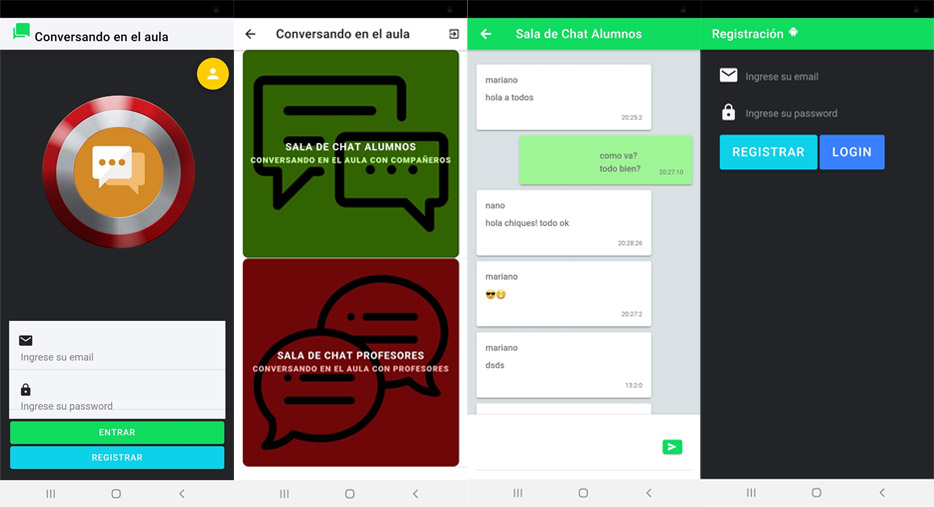 Conversando en el aula
Ingrese su email
Ingrese su password
ENTRAR
REGISTRAR
Conversando en el aula
SALA DE CHAT ALUMNOS
CONVERSANDO EN EL AULA CON COMPAÑEROS
SALA DE CHAT PROFESORES
CONVERSANDO EN EL AULA CON PROFESORES
Sala de Chat Alumnos
mariano
hola a todos
20:25:2
como va?
todo bien?
20:27:10
nano
hola chiques! todo ok
20:28:26
mariano
😎😁
20:27:2
mariano
dsds
13:2:0
Registración
Ingrese su email
Ingrese su password
REGISTRAR
LOGIN